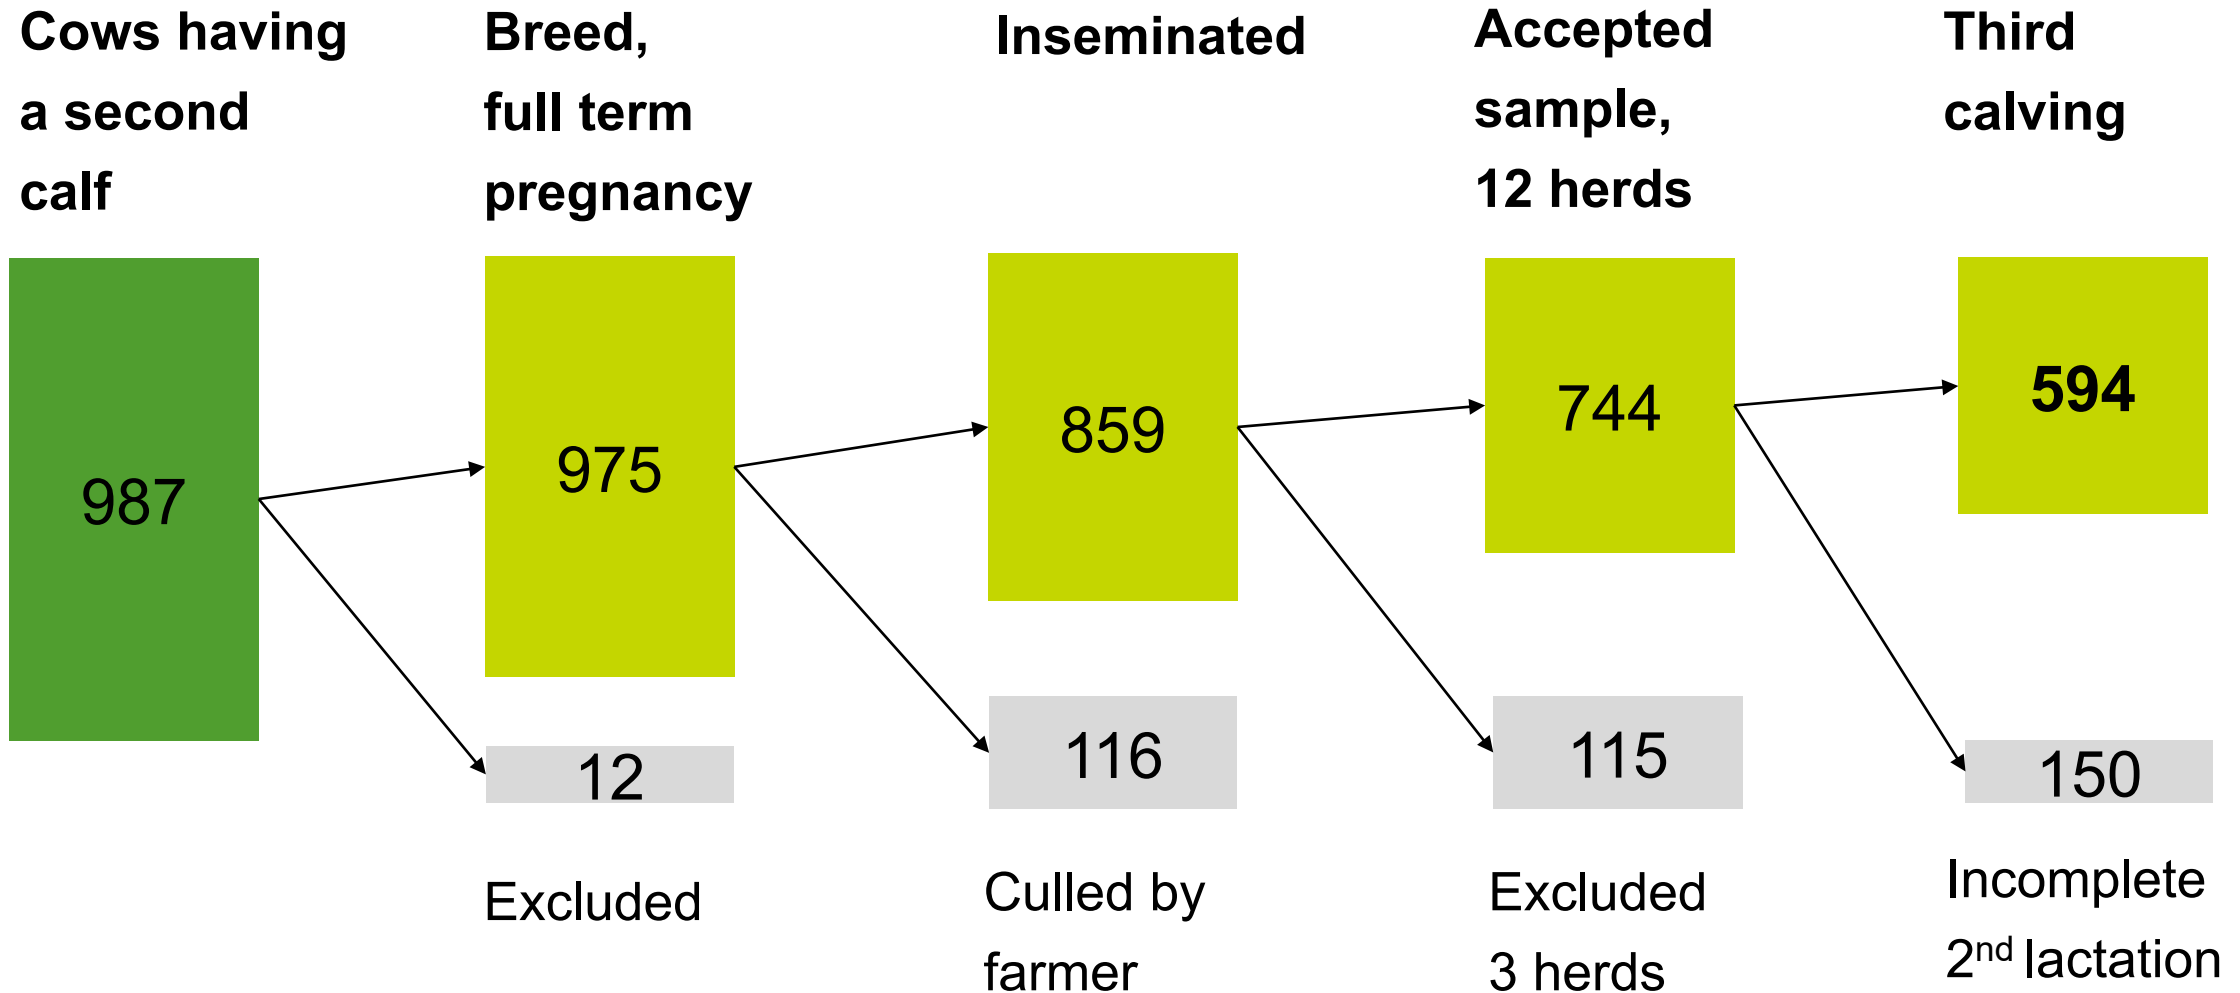 Cows having
a second
calf
Breed,
full term
pregnancy
Inseminated
Accepted
sample,
12 herds
Third
calving
987
975
859
744
594
12
116
115
150
Excluded
Culled by
farmer
Excluded
3 herds
Incomplete
2nd lactation